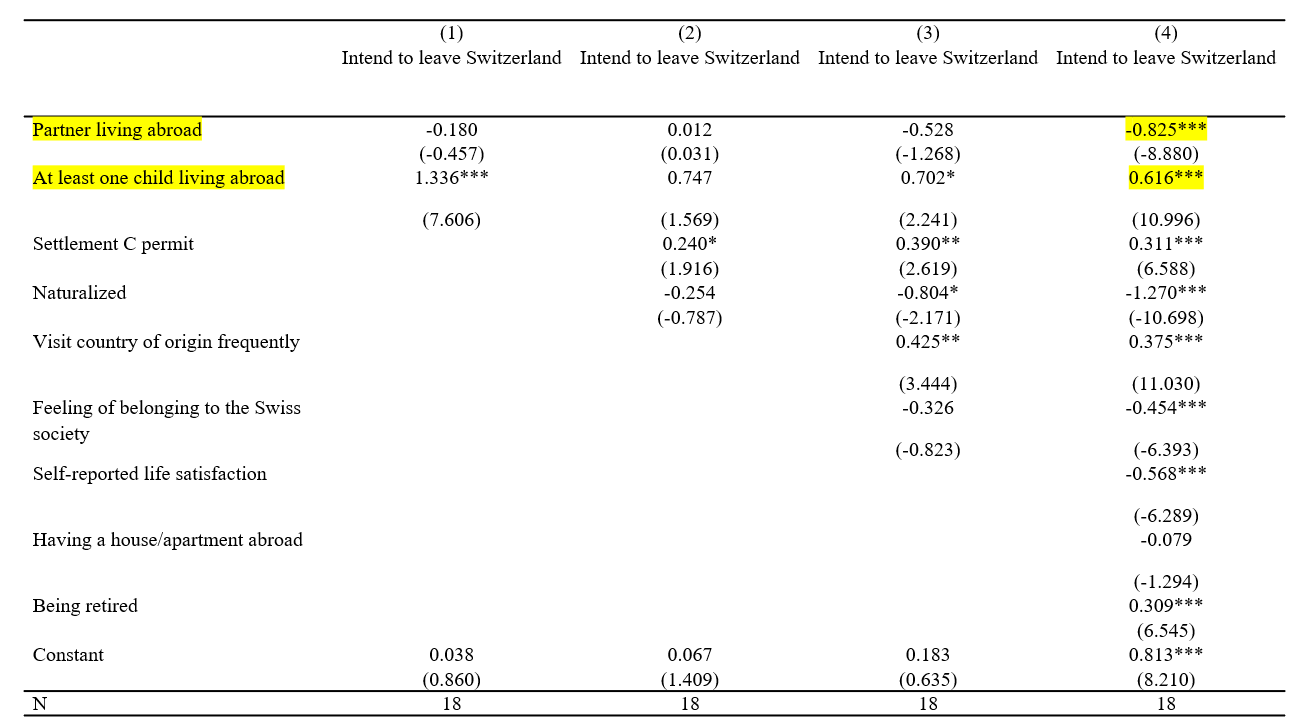 (1) (2) (3) (4)
Intend to leave Switzerland Intend to leave Switzerland Intend to leave Switzerland Intend to leave Switzerland
Partner living abroad -0.180 0.012 -0.528 -0.825***
(-0.457) (0.031) (-1.268) (-8.880)
At least one child living abroad 1.336*** 0.747 0.702* 0.616***
(7.606) (1.569) (2.241) (10.996)
Settlement C permit 0.240* 0.390** 0.311***
(1.916) (2.619) (6.588)
Naturalized -0.254 -0.804* -1.270***
(-0.787) (-2.171) (-10.698)
Visit country of origin frequently 0.425** 0.375***
(3.444) (11.030)
Feeling of belonging to the Swiss -0.326 -0.454***
society
(-0.823) (-6.393)
Self-reported life satisfaction -0.568***
(-6.289)
Having a house/apartment abroad -0.079
(-1.294)
Being retired 0.309***
(6.545)
Constant 0.038 0.067 0.183 0.813***
(0.860) (1.409) (0.635) (8.210)
N 18 18 18 18